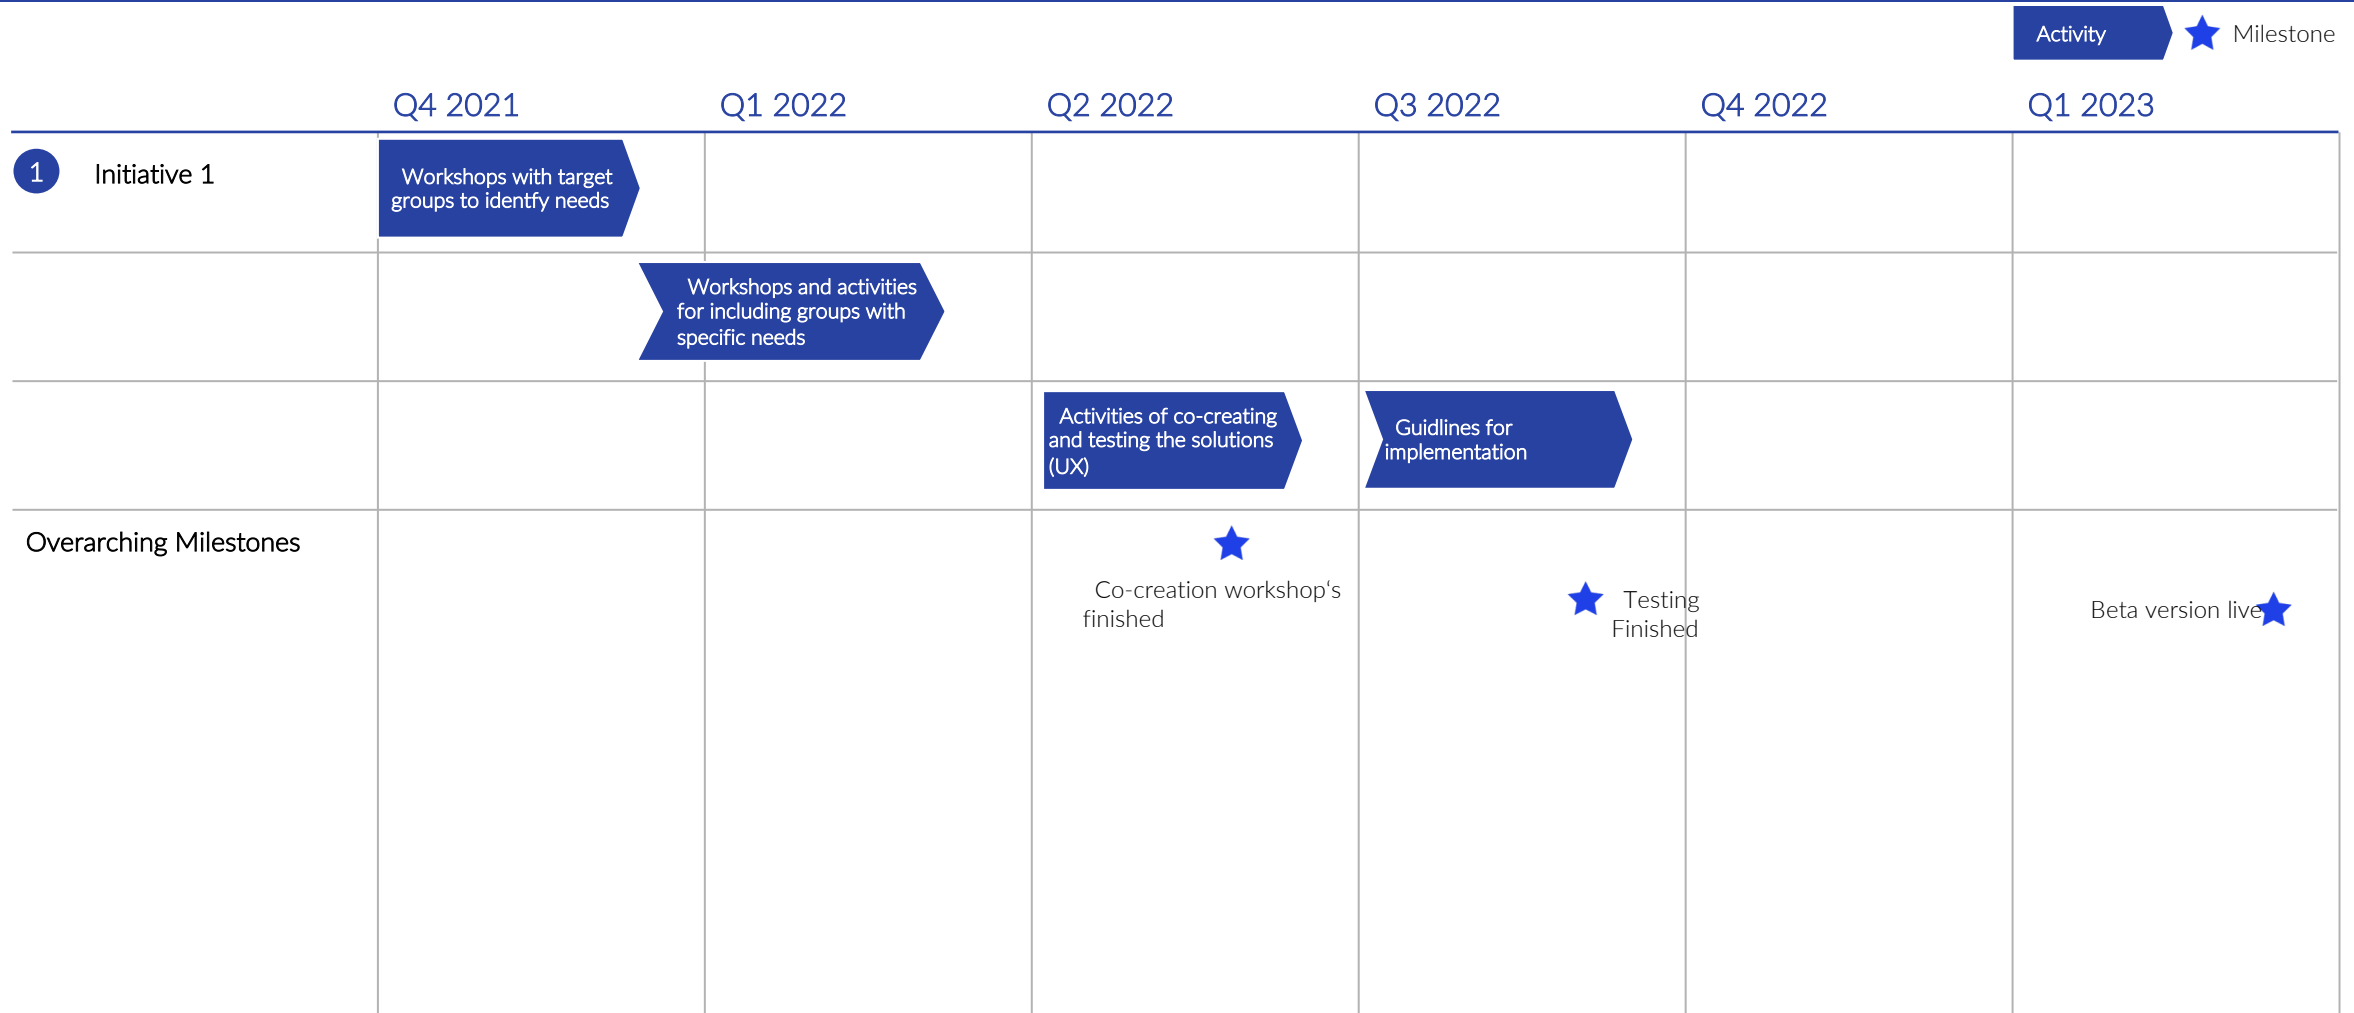 Activity
Milestone
Q4 2021
Q1 2022
Q2 2022
Q3 2022
Q4 2022
Q1 2023
1
Initiative 1
Workshops with target
groups to identfy needs
Workshops and activities
for including groups with
specific needs
Activities of co-creating
and testing the solutions
(UX)
Guidlines for
implementation
Overarching Milestones
Co-creation workshop‘s
finished
Testing
Finished
Beta version live